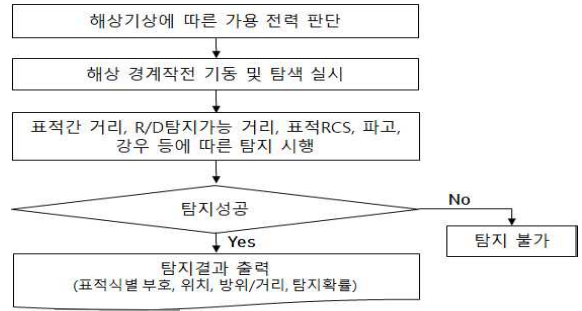 해상기상에 따른 가용 전력 판단
해상 경계작전 기동 및 탐색 실시
표적간 거리, R/D탐지가능 거리, 표적RCS, 파고,
강우 등에 따른 탐지 시행
탐지성공
No
탐지 불가
Yes
탐지결과 출력
(표적식별 부호, 위치, 방위/거리, 탐지확률)